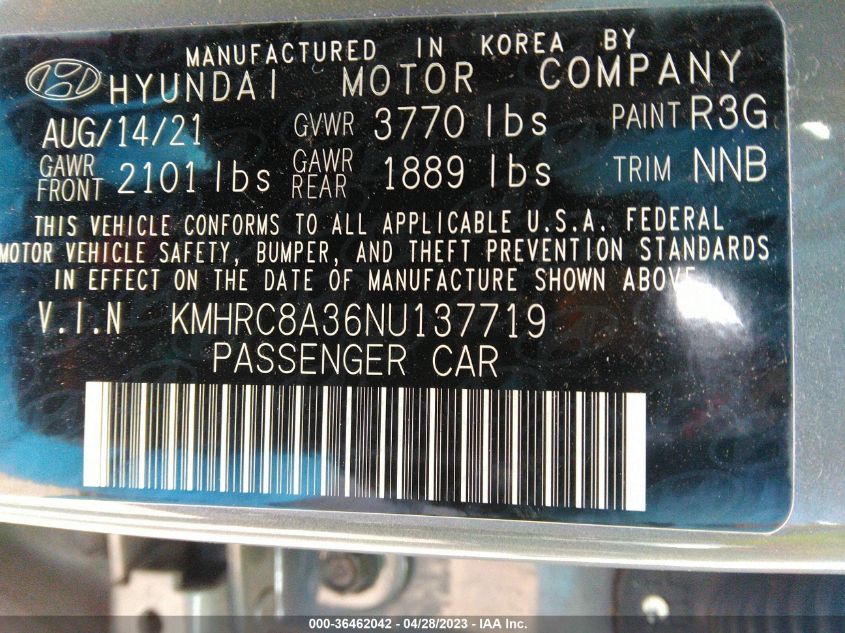 MANUFACTURED IN KOREA BY
HYUNDAI MOTOR COMPANY
AUG/14/21 GVWR 3770 lbs PAINT R3G
GAWR FRONT 2101 lbs GAWR REAR 1889 lbs TRIM NNB
THIS VEHICLE CONFORMS TO ALL APPLICABLE U.S.A. FEDERAL
MOTOR VEHICLE SAFETY, BUMPER, AND THEFT PREVENTION STANDARDS
IN EFFECT ON THE DATE OF MANUFACTURE SHOWN ABOVE
V.I.N KMHRC8A36NU137719
PASSENGER CAR
000-36462042 / 04/28/2023 - IAA Inc.